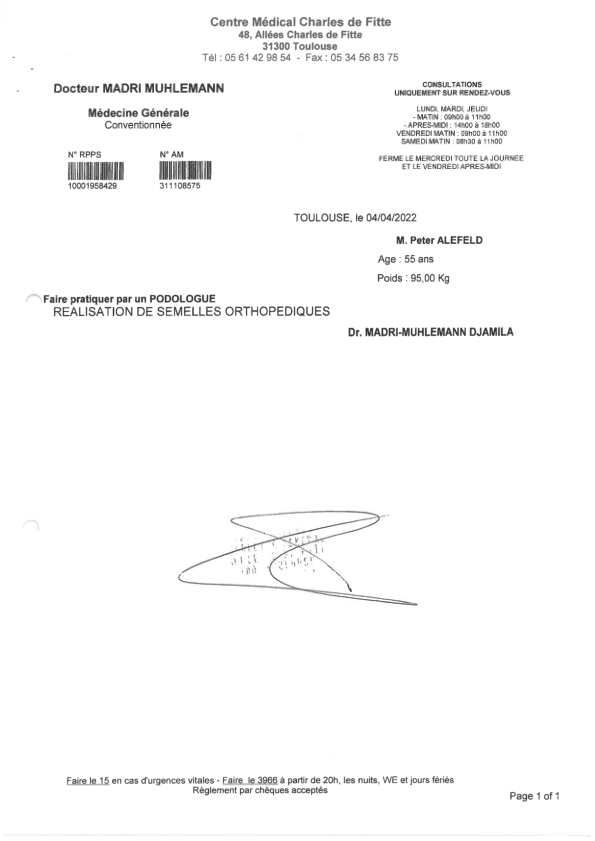 Centre Médical Charles de Fitte
48, Allées Charles de Fitte
31300 Toulouse
Tél : 05 61 42 98 54 - Fax : 05 34 56 83 75
Docteur MADRI MUHLEMANN
Médecine Générale
Conventionnée
N° RPPS
N° AM
10001958429
311108575
CONSULTATIONS
UNIQUEMENT SUR RENDEZ-VOUS
LUNDI, MARDI, JEUDI
- MATIN : 09h00 à 11h00
- APRES-MIDI : 14h00 à 18h00
VENDREDI MATIN : 09h00 à 11h00
SAMEDI MATIN : 08h30 à 11h00
FERME LE MERCREDI TOUTE LA JOURNEE
ET LE VENDREDI APRES-MIDI
TOULOUSE, le 04/04/2022
M. Peter ALEFELD
Age : 55 ans
Poids : 95,00 Kg
Faire pratiquer par un PODOLOGUE
REALISATION DE SEMELLES ORTHOPEDIQUES
Dr. MADRI-MUHLEMANN DJAMILA
Faire le 15 en cas d'urgences vitales - Faire le 3966 à partir de 20h, les nuits, WE et jours fériés
Règlement par chèques acceptés
Page 1 of 1